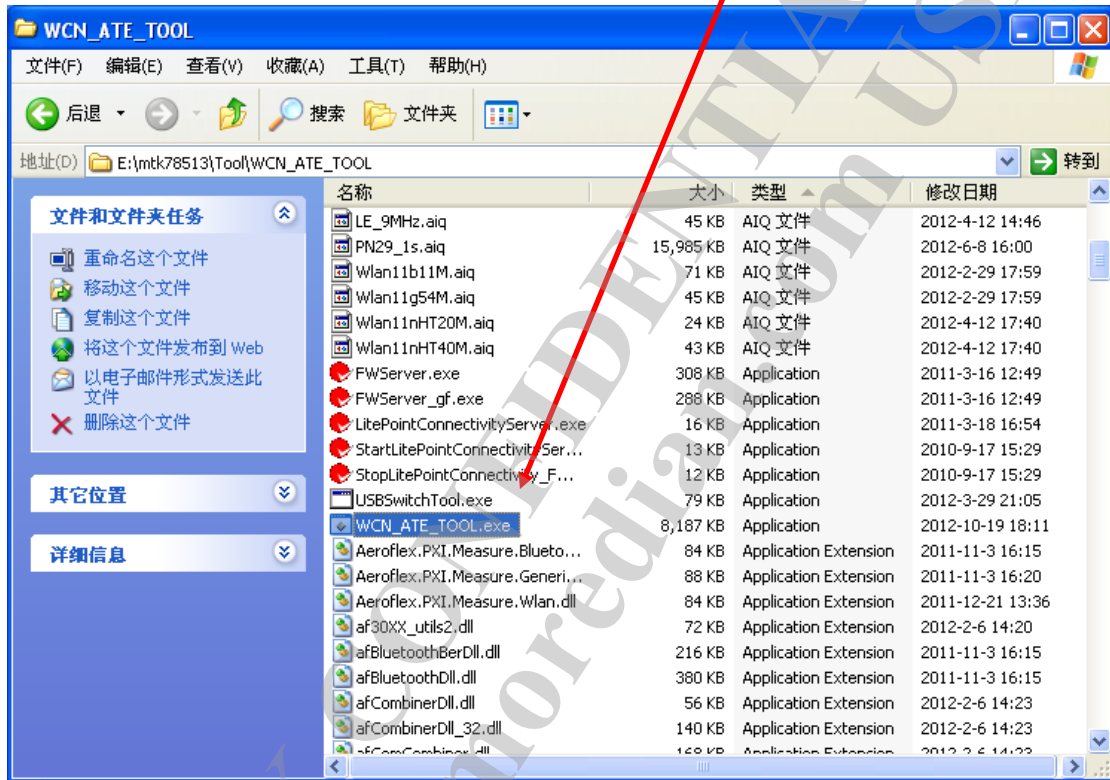 WCN_ATE_TOOL
文件(F) 编辑(E) 查看(V) 收藏(A) 工具(T) 帮助(H)
后退 搜索 文件夹
地址(D) E:\mtk78513\Tool\WCN_ATE_TOOL 转到
文件和文件夹任务
重命名这个文件
移动这个文件
复制这个文件
将这个文件发布到 Web
以电子邮件形式发送此
文件
删除这个文件
其它位置
详细信息
名称 大小 类型 修改日期
LE_9MHz.aiq 45 KB AIQ 文件 2012-4-12 14:46
PN29_1s.aiq 15,985 KB AIQ 文件 2012-6-8 16:00
Wlan11b11M.aiq 71 KB AIQ 文件 2012-2-29 17:59
Wlan11g54M.aiq 45 KB AIQ 文件 2012-2-29 17:59
Wlan11nHT20M.aiq 24 KB AIQ 文件 2012-4-12 17:40
Wlan11nHT40M.aiq 43 KB AIQ 文件 2012-4-12 17:40
FWServer.exe 308 KB Application 2011-3-16 12:49
FWServer_gf.exe 288 KB Application 2011-3-16 12:49
LitePointConnectivityServer.exe 16 KB Application 2011-3-18 16:54
StartLitePointConnectivitySer... 13 KB Application 2010-9-17 15:29
StopLitePointConnectivity_F... 12 KB Application 2010-9-17 15:29
USBSwitchTool.exe 79 KB Application 2012-3-29 21:05
WCN_ATE_TOOL.exe 8,187 KB Application 2012-10-19 18:11
Aeroflex.PXI.Measure.Blueto... 84 KB Application Extension 2011-11-3 16:15
Aeroflex.PXI.Measure.Generi... 88 KB Application Extension 2011-11-3 16:20
Aeroflex.PXI.Measure.Wlan.dll 84 KB Application Extension 2011-12-21 13:36
af30XX_utils2.dll 72 KB Application Extension 2012-2-6 14:20
afBluetoothBerDll.dll 216 KB Application Extension 2011-11-3 16:15
afBluetoothDll.dll 380 KB Application Extension 2011-11-3 16:15
afCombinerDll.dll 56 KB Application Extension 2012-2-6 14:23
afCombinerDll_32.dll 140 KB Application Extension 2012-2-6 14:23
afComCombiner.dll 168 KB Application Extension 2012-2-6 14:23
CONFIDENTIA
moredian.com US